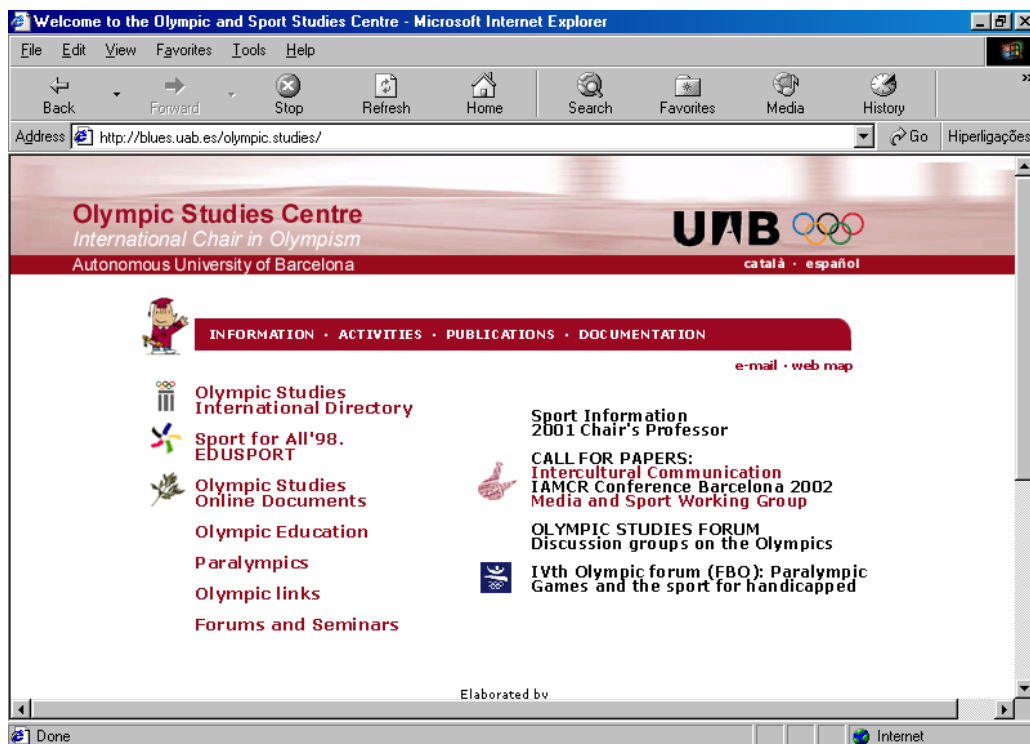 Welcome to the Olympic and Sport Studies Centre - Microsoft Internet Explorer
File Edit View Favorites Tools Help
Back Forward Stop Refresh Home Search Favorites Media History »
Address http://blues.uab.es/olympic.studies/ Go Hiperligações
Olympic Studies Centre
International Chair in Olympism
UAB
Autonomous University of Barcelona
català · español
INFORMATION · ACTIVITIES · PUBLICATIONS · DOCUMENTATION
e-mail · web map
Olympic Studies
International Directory
Sport for All'98.
EDUSPORT
Olympic Studies
Online Documents
Olympic Education
Paralympics
Olympic links
Forums and Seminars
Sport Information
2001 Chair's Professor
CALL FOR PAPERS:
Intercultural Communication
IAMCR Conference Barcelona 2002
Media and Sport Working Group
OLYMPIC STUDIES FORUM
Discussion groups on the Olympics
IVth Olympic forum (FBO): Paralympic
Games and the sport for handicapped
Elaborated by
Done Internet